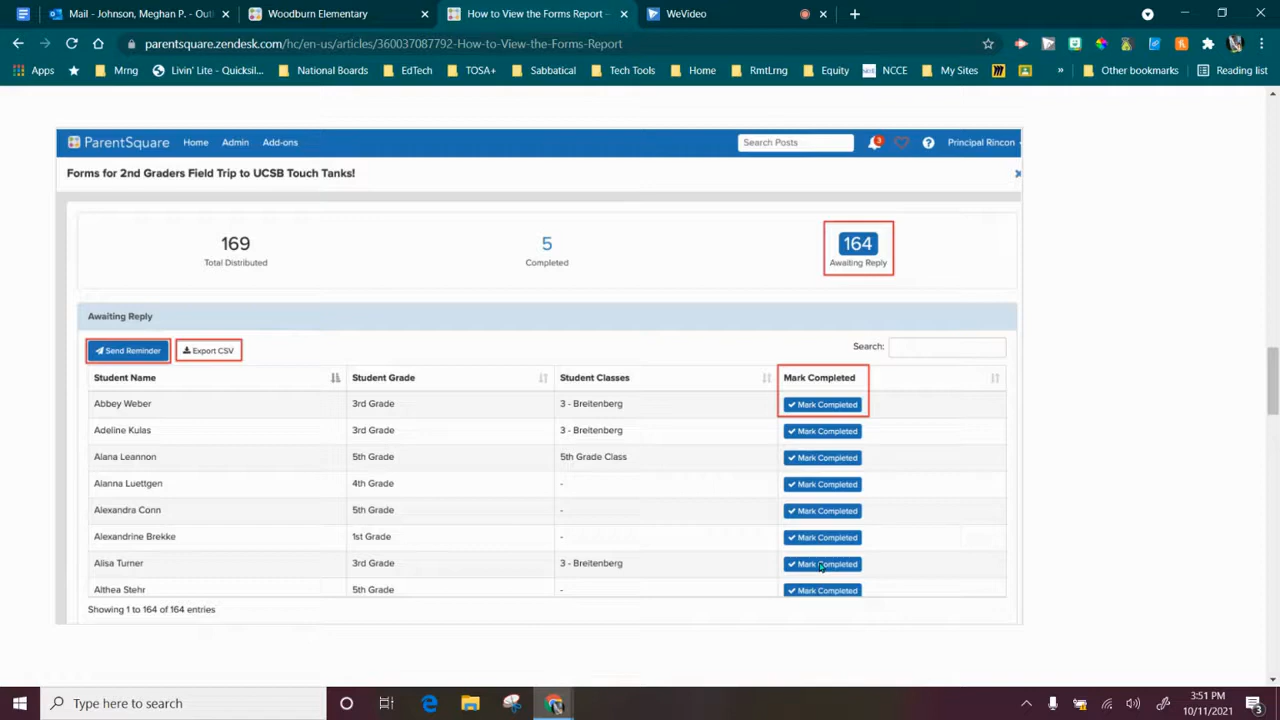 Mail - Johnson, Meghan P. - Out
Woodburn Elementary
How to View the Forms Report -
WeVideo
parentsquare.zendesk.com/hc/en-us/articles/360037087792-How-to-View-the-Forms-Report
Apps
Mrng
Livin' Lite - Quicksil...
National Boards
EdTech
TOSA+
Sabbatical
Tech Tools
Home
RmtLrng
Equity
NCCE
My Sites
»
Other bookmarks
Reading list
ParentSquare
Home
Admin
Add-ons
Search Posts
3
Principal Rincon
Forms for 2nd Graders Field Trip to UCSB Touch Tanks!
169
Total Distributed
5
Completed
164
Awaiting Reply
Awaiting Reply
Send Reminder
Export CSV
Search:
Student Name Student Grade Student Classes Mark Completed
Abbey Weber 3rd Grade 3 - Breitenberg Mark Completed
Adeline Kulas 3rd Grade 3 - Breitenberg Mark Completed
Alana Leannon 5th Grade 5th Grade Class Mark Completed
Alanna Luettgen 4th Grade - Mark Completed
Alexandra Conn 5th Grade - Mark Completed
Alexandrine Brekke 1st Grade - Mark Completed
Alisa Turner 3rd Grade 3 - Breitenberg Mark Completed
Althea Stehr 5th Grade - Mark Completed
Showing 1 to 164 of 164 entries
Type here to search
3:51 PM
10/11/2021
3